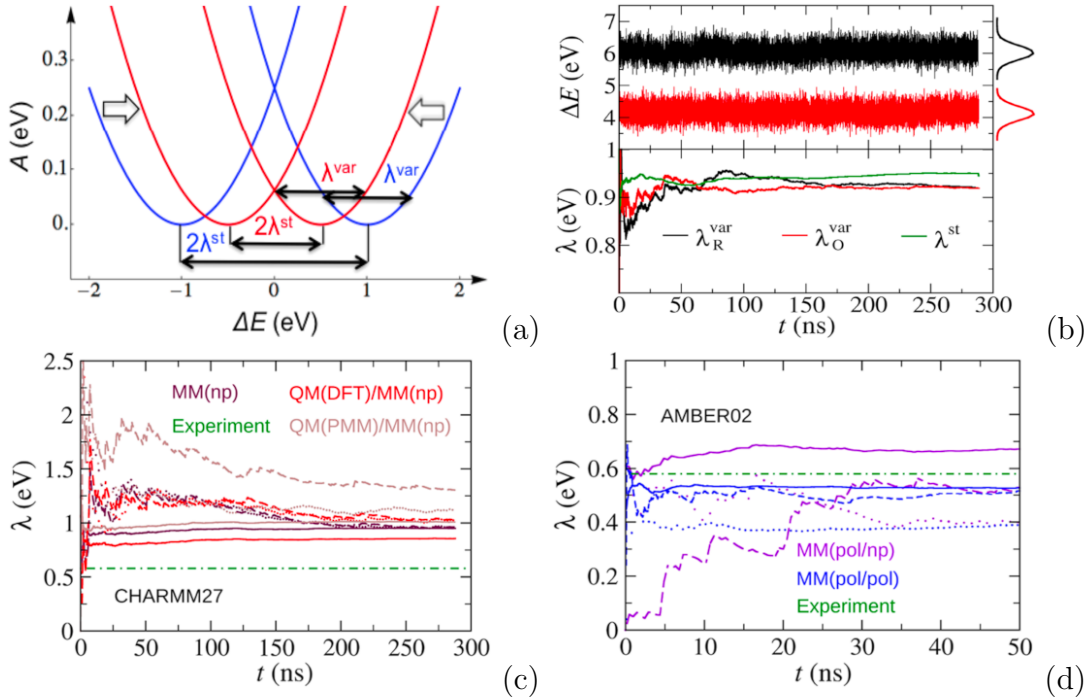 A (eV)
0.3
0.2
0.1
0.
λ^var
λ^var
2λ^st
2λ^st
−2
−1
0
1
2
ΔE (eV)
(a)
ΔE (eV)
7
6
5
4
1
λ (eV)
0.9
0.8
λ_R^var
λ_O^var
λ^st
0
50
100
150
200
250
300
t (ns)
(b)
λ (eV)
2.5
2
1.5
1
0.5
0
MM(np)
QM(DFT)/MM(np)
Experiment
QM(PMM)/MM(np)
CHARMM27
0
50
100
150
200
250
300
t (ns)
(c)
λ (eV)
1
0.8
0.6
0.4
0.2
0
AMBER02
MM(pol/np)
MM(pol/pol)
Experiment
0
10
20
30
40
50
t (ns)
(d)